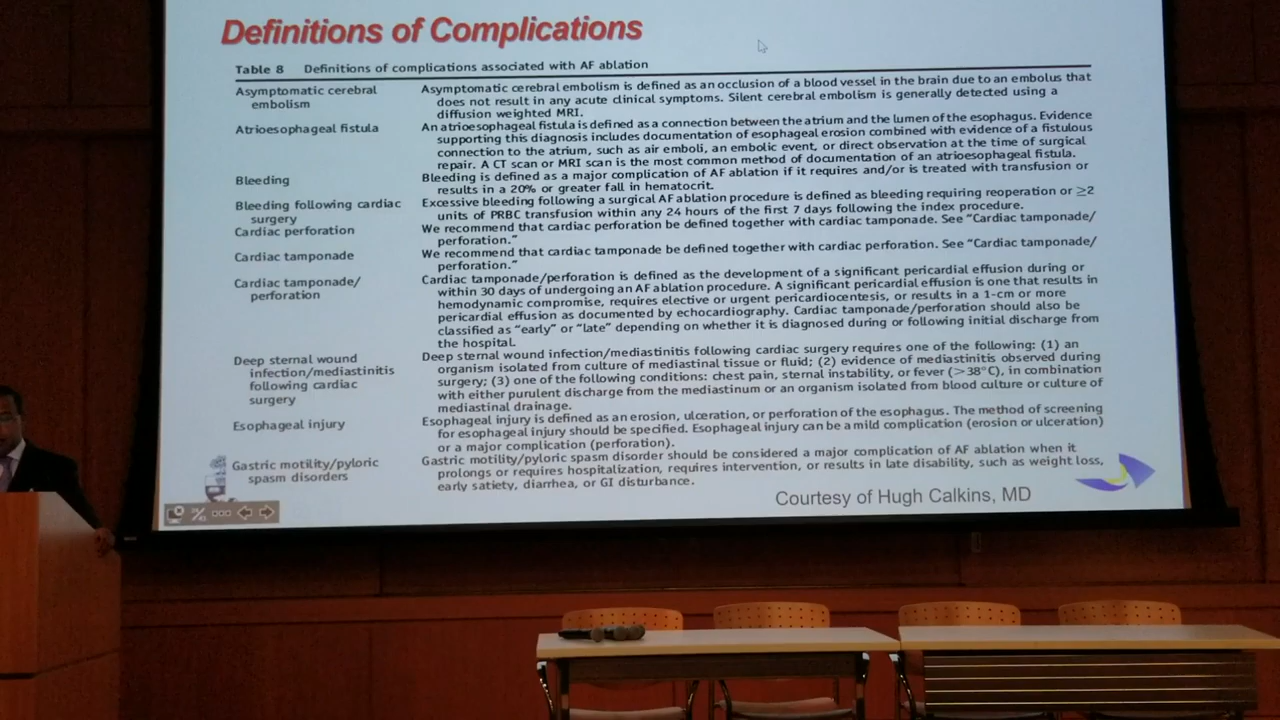 Definitions of Complications
Table 8 Definitions of complications associated with AF ablation
Asymptomatic cerebral embolism
Asymptomatic cerebral embolism is defined as an occlusion of a blood vessel in the brain due to an embolus that
does not result in any acute clinical symptoms. Silent cerebral embolism is generally detected using a
diffusion weighted MRI.
Atrioesophageal fistula
An atrioesophageal fistula is defined as a connection between the atrium and the lumen of the esophagus. Evidence
supporting this diagnosis includes documentation of esophageal erosion combined with evidence of a fistulous
connection to the atrium, such as air emboli, an embolic event, or direct observation at the time of surgical
repair. A CT scan or MRI scan is the most common method of documentation of an atrioesophageal fistula.
Bleeding
Bleeding is defined as a major complication of AF ablation if it requires and/or is treated with transfusion or
results in a 20% or greater fall in hematocrit.
Bleeding following cardiac
surgery
Excessive bleeding following a surgical AF ablation procedure is defined as bleeding requiring reoperation or ≥2
units of PRBC transfusion within any 24 hours of the first 7 days following the index procedure.
Cardiac perforation
We recommend that cardiac perforation be defined together with cardiac tamponade. See “Cardiac tamponade/
perforation.”
Cardiac tamponade
We recommend that cardiac tamponade be defined together with cardiac perforation. See “Cardiac tamponade/
perforation.”
Cardiac tamponade/
perforation
Cardiac tamponade/perforation is defined as the development of a significant pericardial effusion during or
within 30 days of undergoing an AF ablation procedure. A significant pericardial effusion is one that results in
hemodynamic compromise, requires elective or urgent pericardiocentesis, or results in a 1-cm or more
pericardial effusion as documented by echocardiography. Cardiac tamponade/perforation should also be
classified as “early” or “late” depending on whether it is diagnosed during or following initial discharge from
the hospital.
Deep sternal wound
infection/mediastinitis
following cardiac
surgery
Deep sternal wound infection/mediastinitis following cardiac surgery requires one of the following: (1) an
organism isolated from culture of mediastinal tissue or fluid; (2) evidence of mediastinitis observed during
surgery; (3) one of the following conditions: chest pain, sternal instability, or fever (>38°C), in combination
with either purulent discharge from the mediastinum or an organism isolated from blood culture or culture of
mediastinal drainage.
Esophageal injury
Esophageal injury is defined as an erosion, ulceration, or perforation of the esophagus. The method of screening
for esophageal injury should be specified. Esophageal injury can be a mild complication (erosion or ulceration)
or a major complication (perforation).
Gastric motility/pyloric
spasm disorders
Gastric motility/pyloric spasm disorder should be considered a major complication of AF ablation when it
prolongs or requires hospitalization, requires intervention, or results in late disability, such as weight loss,
early satiety, diarrhea, or GI disturbance.
Courtesy of Hugh Calkins, MD